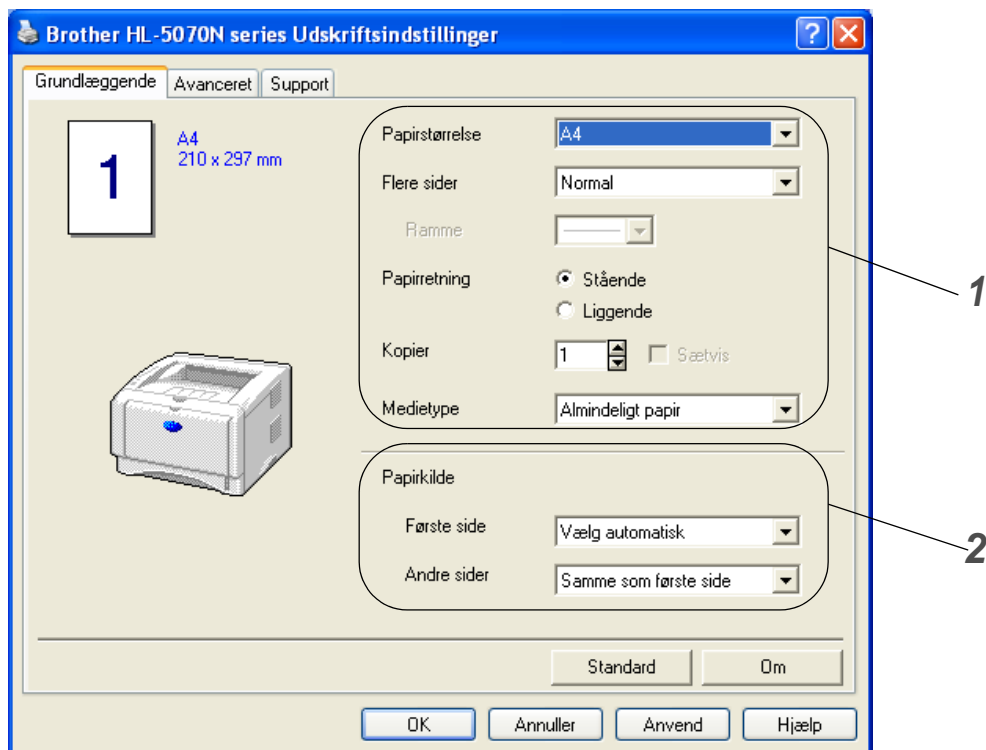 Brother HL-5070N series Udskriftsindstillinger
Grundlæggende Avanceret Support
1
A4
210 x 297 mm
Papirstørrelse A4
Flere sider Normal
Ramme
Papirretning Stående
Liggende
1
Kopier 1 Sætvis
Medietype Almindeligt papir
Papirkilde
Første side Vælg automatisk
2
Andre sider Samme som første side
Standard Om
OK Annuller Anvend Hjælp